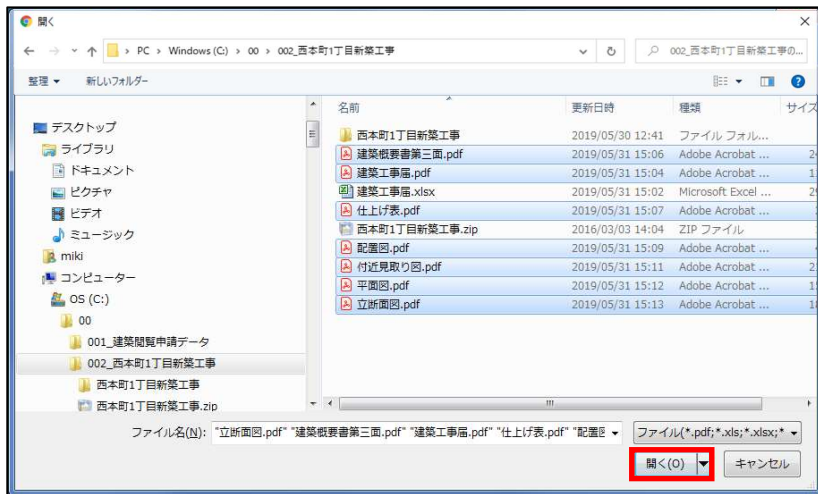 開く
PC › Windows (C:) › 00 › 002_西本町1丁目新築工事
002_西本町1丁目新築工事の...
整理 新しいフォルダー
名前 更新日時 種類 サイズ
デスクトップ
ライブラリ
ドキュメント
ピクチャ
ビデオ
ミュージック
miki
コンピューター
OS (C:)
00
001_建築閲覧申請データ
002_西本町1丁目新築工事
西本町1丁目新築工事
西本町1丁目新築工事.zip
西本町1丁目新築工事 2019/05/30 12:41 ファイル フォル...
建築概要書第三面.pdf 2019/05/31 15:06 Adobe Acrobat ...
建築工事届.pdf 2019/05/31 15:04 Adobe Acrobat ...
建築工事届.xlsx 2019/05/31 15:02 Microsoft Excel ...
仕上げ表.pdf 2019/05/31 15:07 Adobe Acrobat ...
西本町1丁目新築工事.zip 2016/03/03 14:04 ZIP ファイル
配置図.pdf 2019/05/31 15:09 Adobe Acrobat ...
付近見取り図.pdf 2019/05/31 15:11 Adobe Acrobat ...
平面図.pdf 2019/05/31 15:12 Adobe Acrobat ...
立断面図.pdf 2019/05/31 15:13 Adobe Acrobat ...
ファイル名(N): "立断面図.pdf" "建築概要書第三面.pdf" "建築工事届.pdf" "仕上げ表.pdf" "配置図 ファイル(*.pdf;*.xls;*.xlsx;*
開く(O) キャンセル